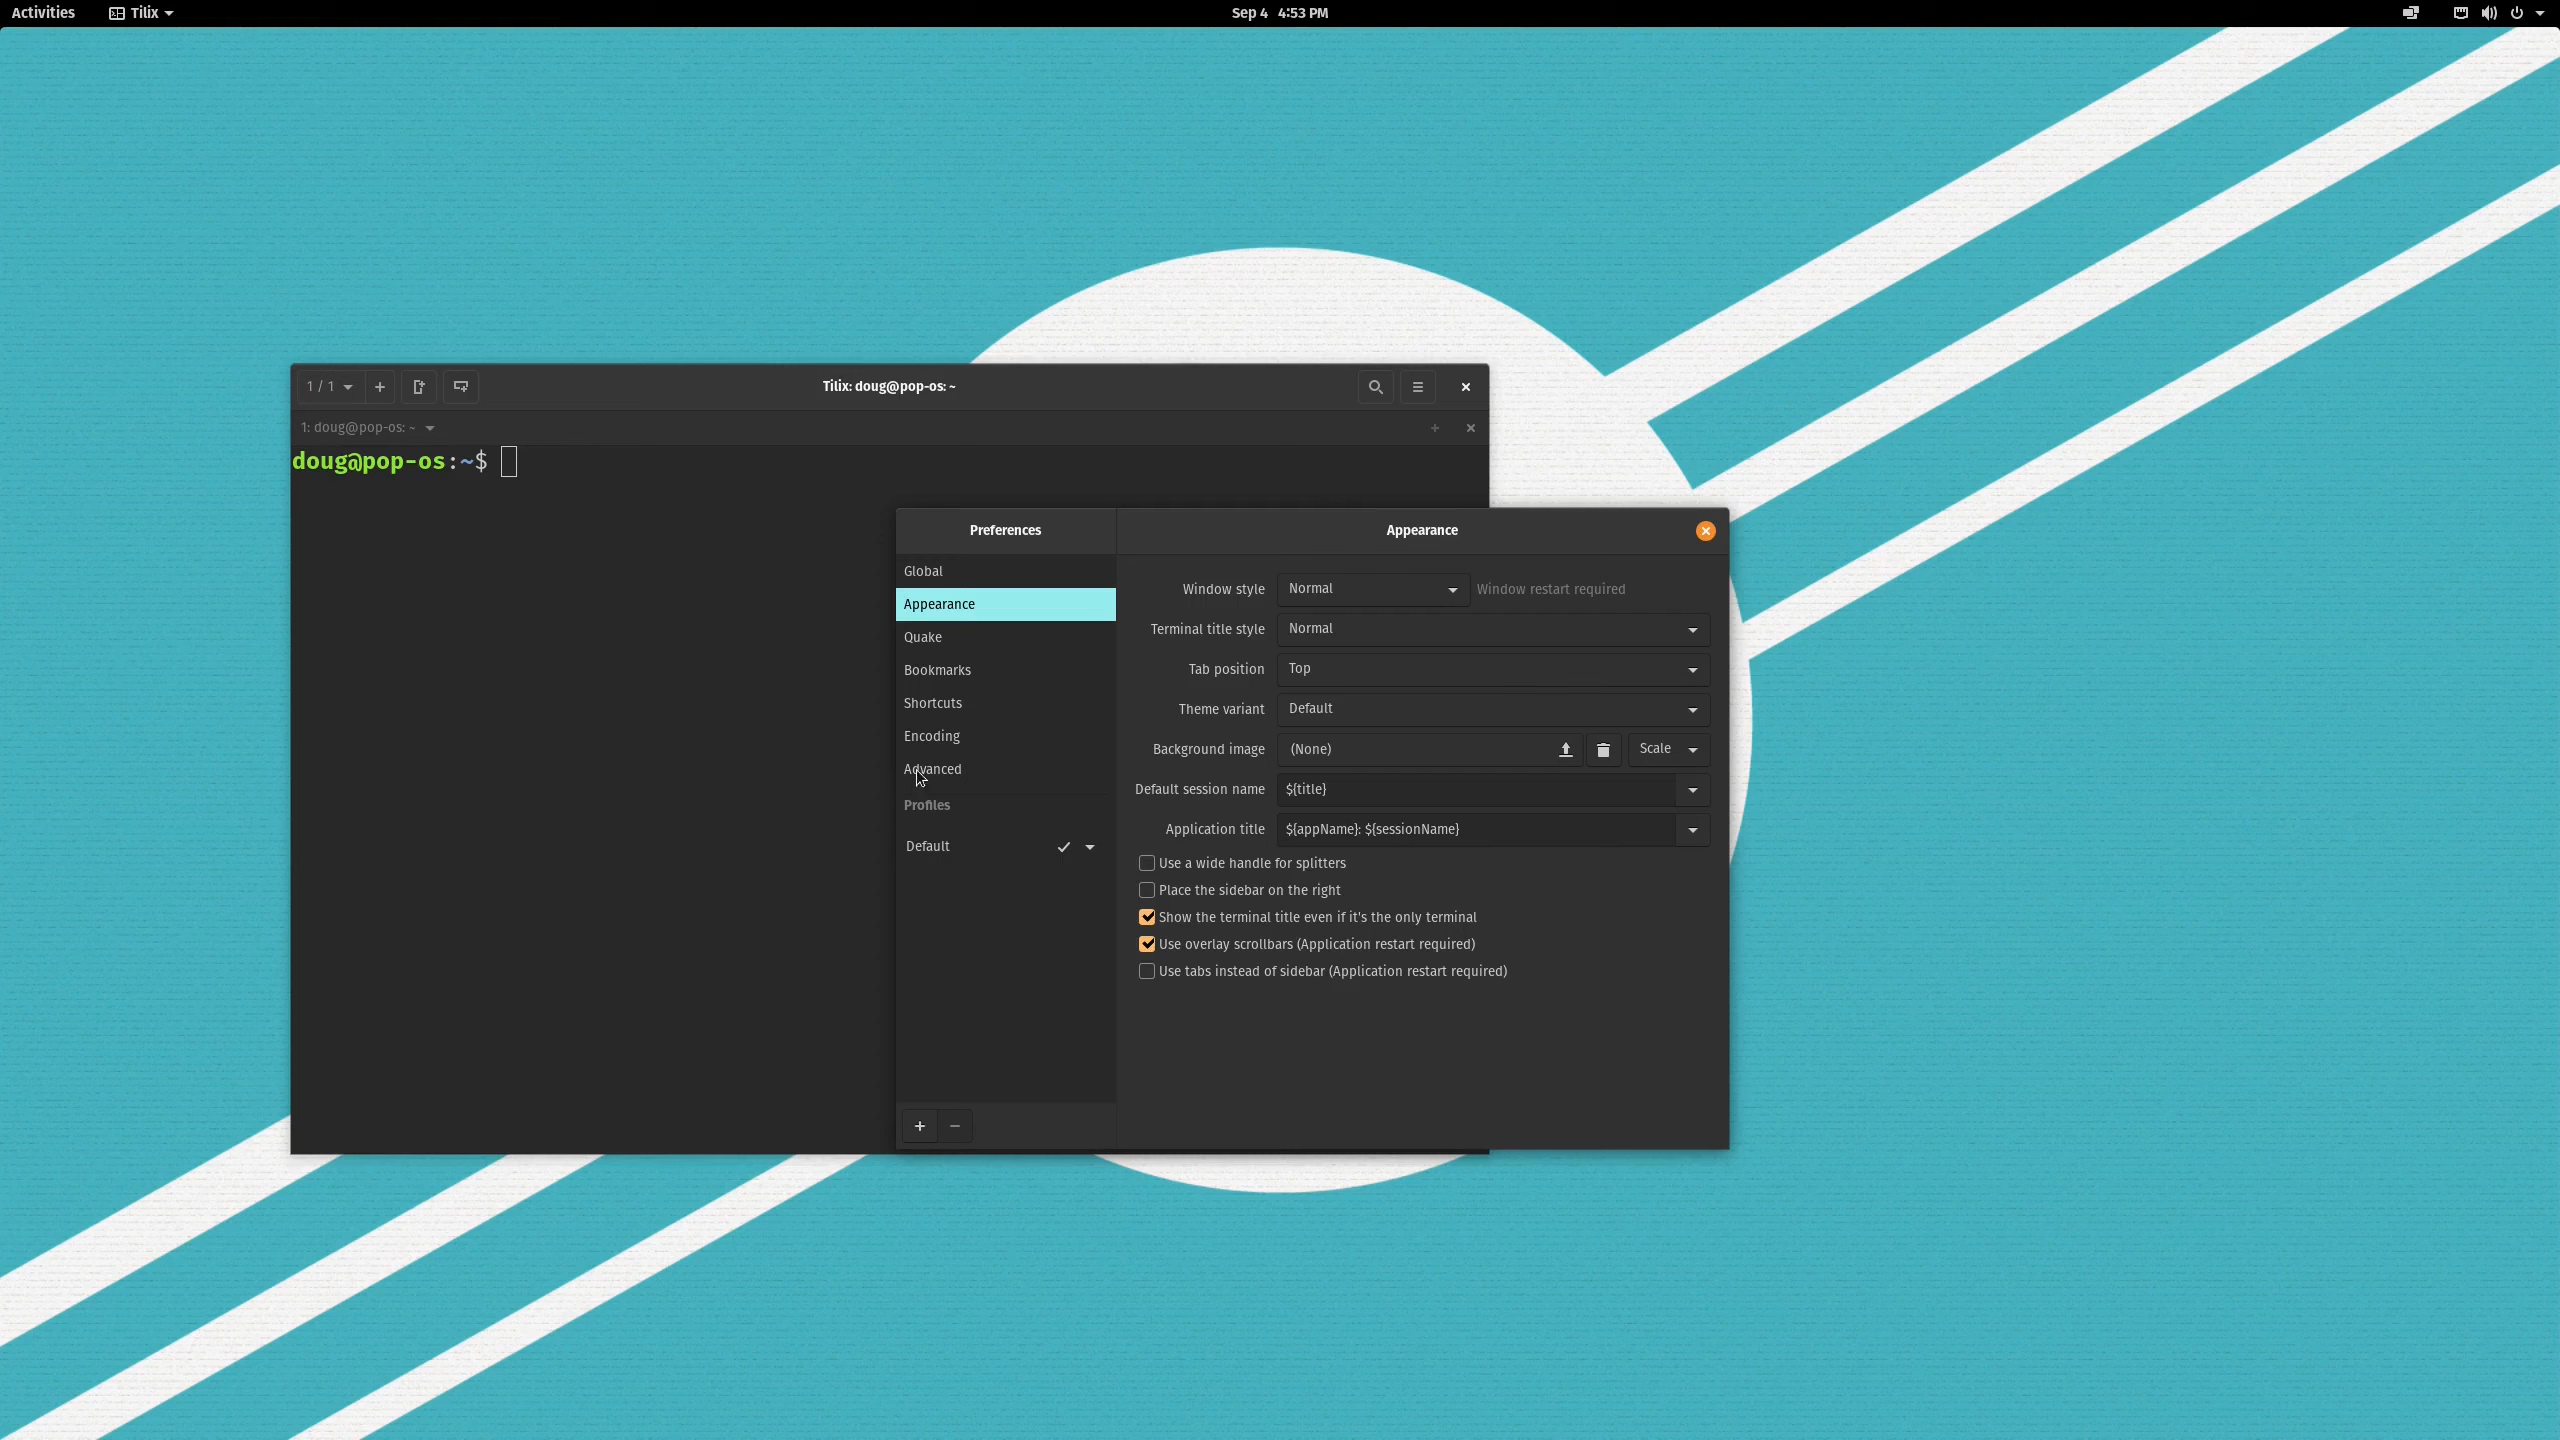 Activities Tilix Sep 4 4:53 PM
1 / 1 Tilix: doug@pop-os: ~
1: doug@pop-os: ~
doug@pop-os:~$
Preferences
Global
Appearance
Quake
Bookmarks
Shortcuts
Encoding
Advanced
Profiles
Default
Appearance
Window style Normal Window restart required
Terminal title style Normal
Tab position Top
Theme variant Default
Background image (None) Scale
Default session name ${title}
Application title ${appName}: ${sessionName}
Use a wide handle for splitters
Place the sidebar on the right
Show the terminal title even if it's the only terminal
Use overlay scrollbars (Application restart required)
Use tabs instead of sidebar (Application restart required)